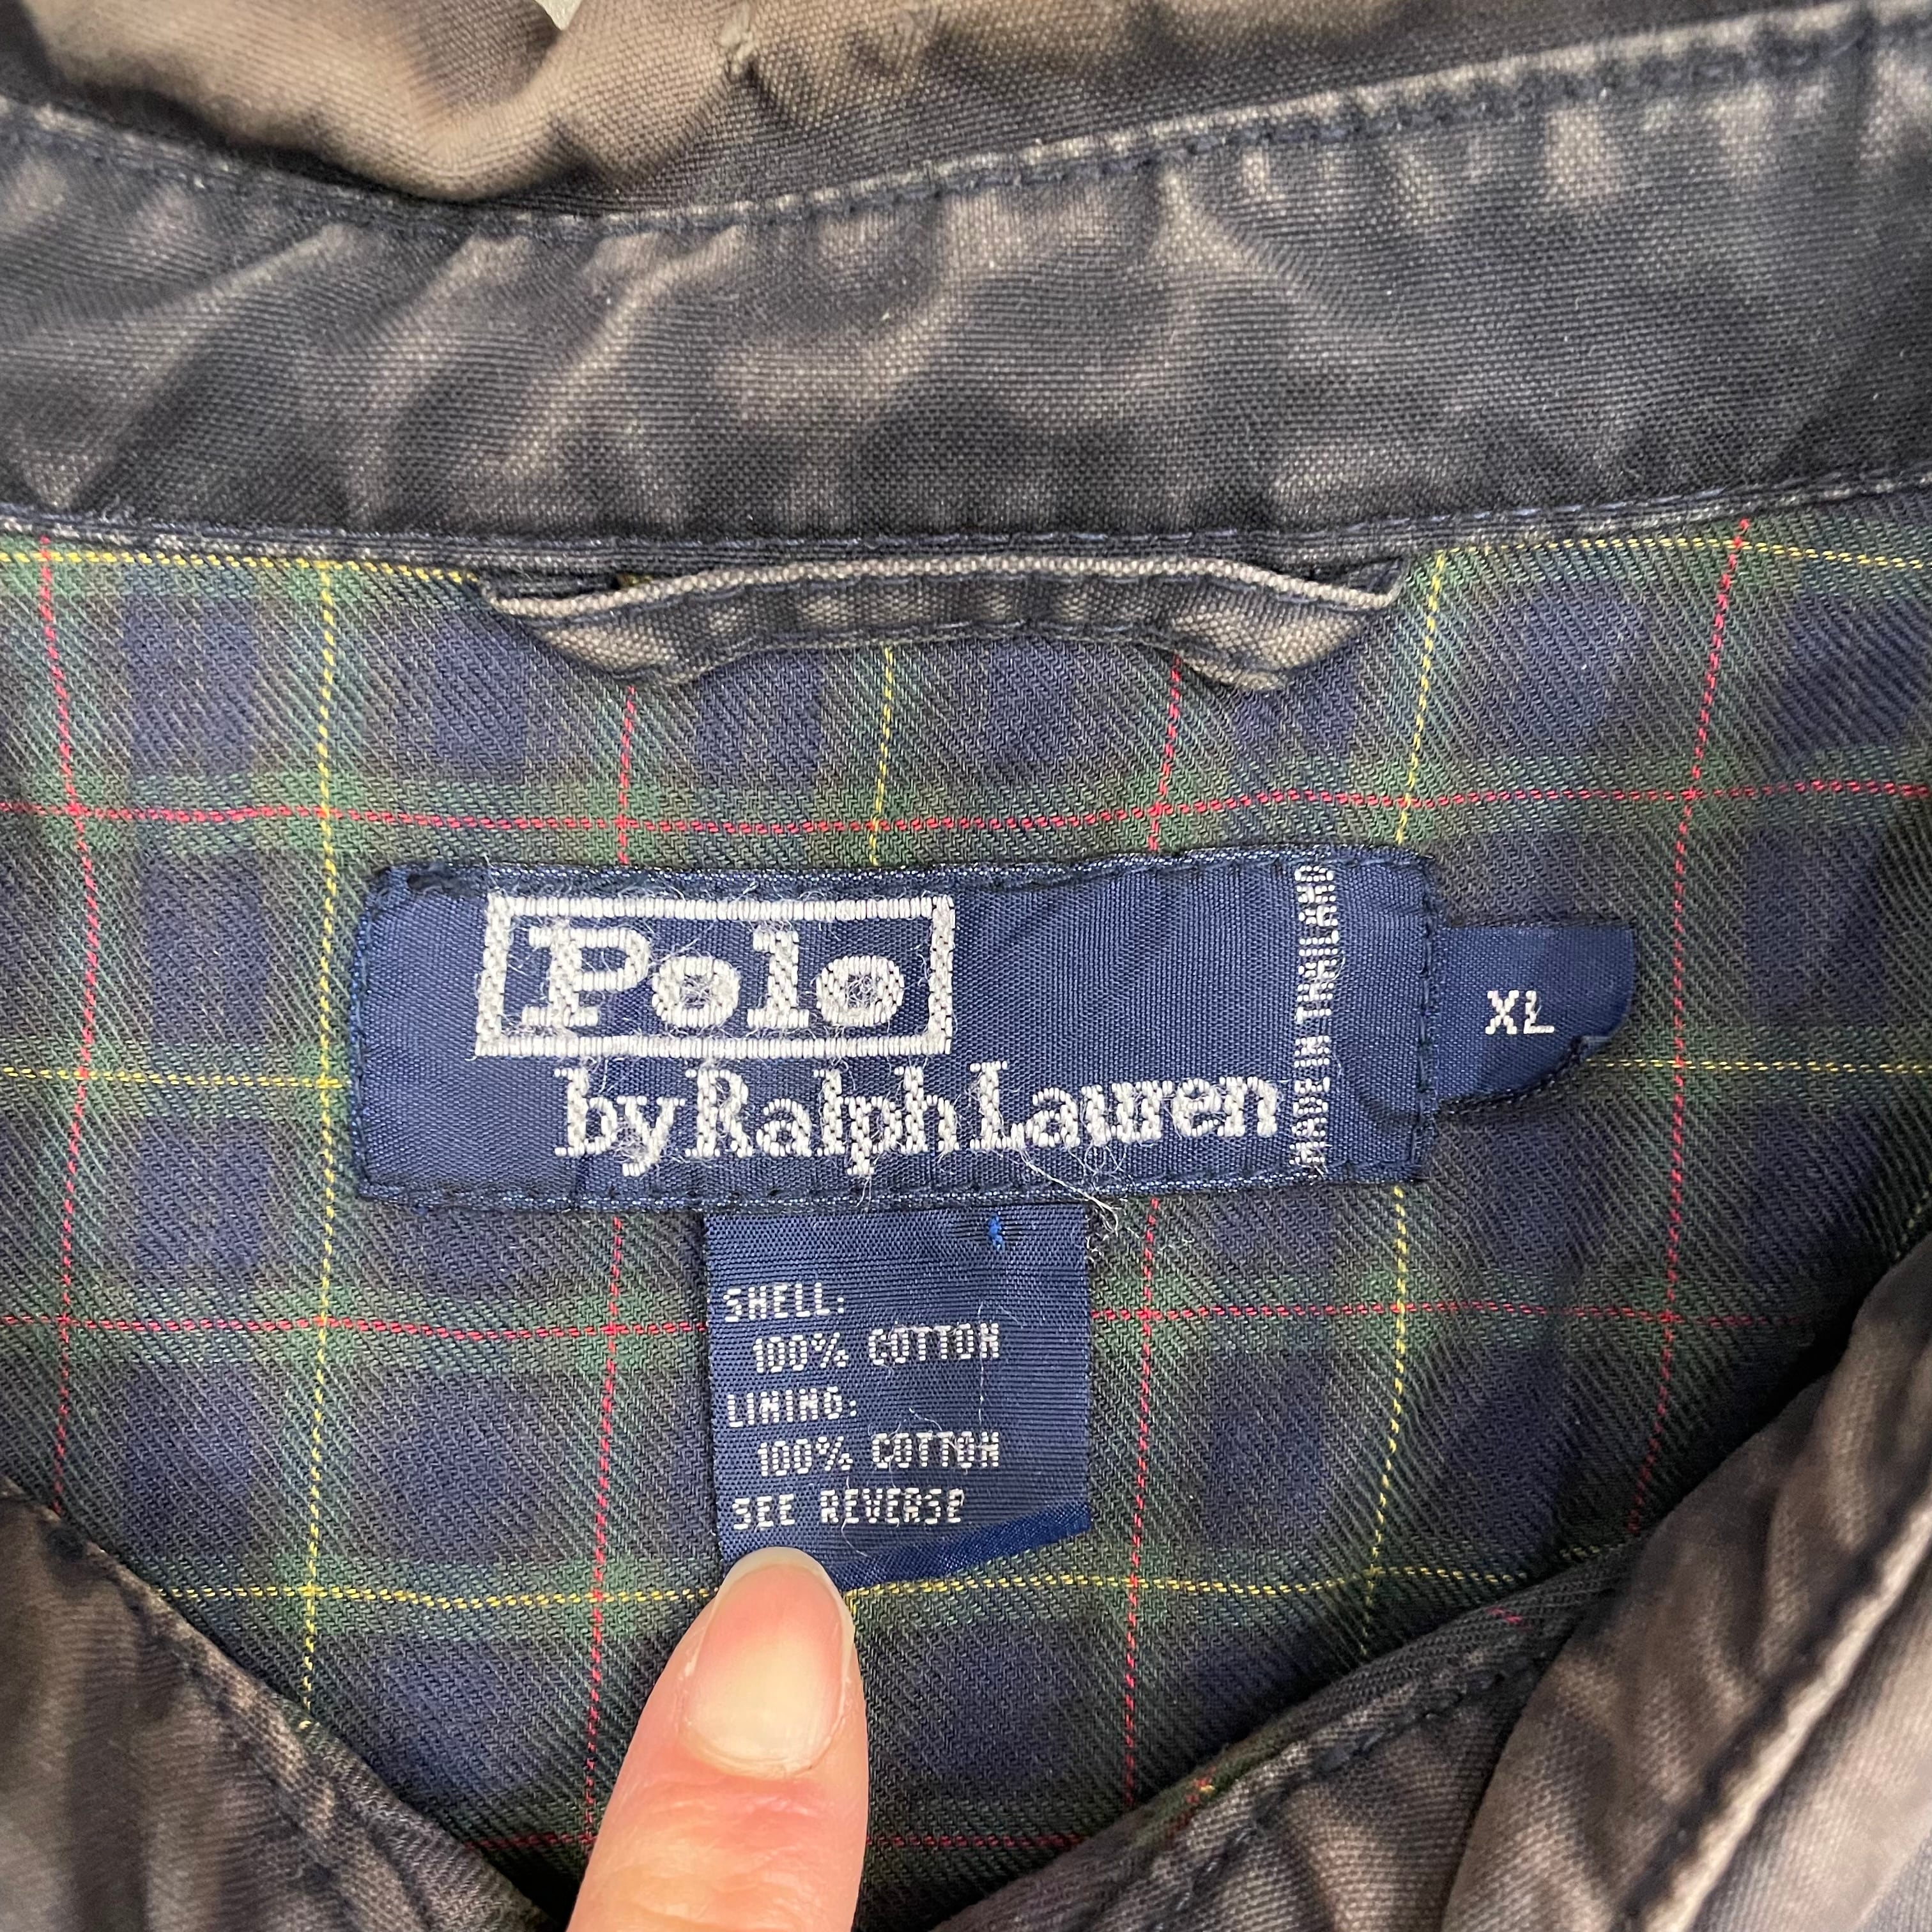 Polo
by Ralph Lauren
MADE IN THAILAND
XL
SHELL:
100% COTTON
LINING:
100% COTTON
SEE REVERSE